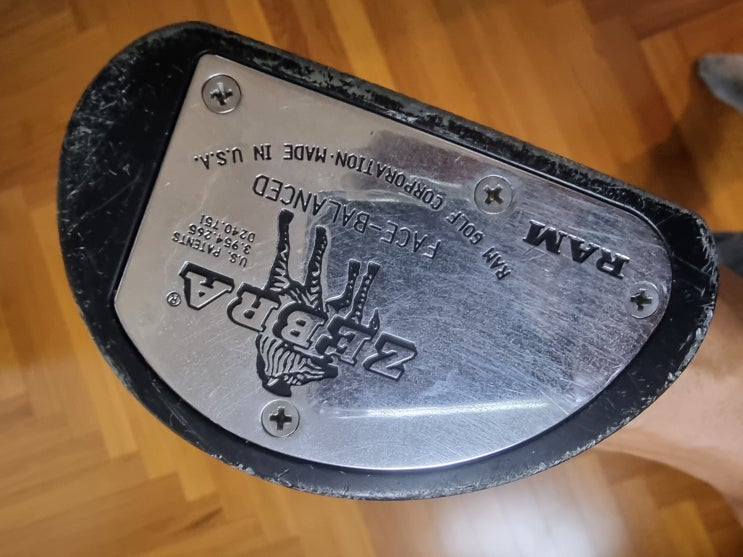 RAM
RAM GOLF CORPORATION·MADE IN U.S.A.
FACE-BALANCED
ZEBRA®
U.S. PATENTS
3,954,265
D240,751